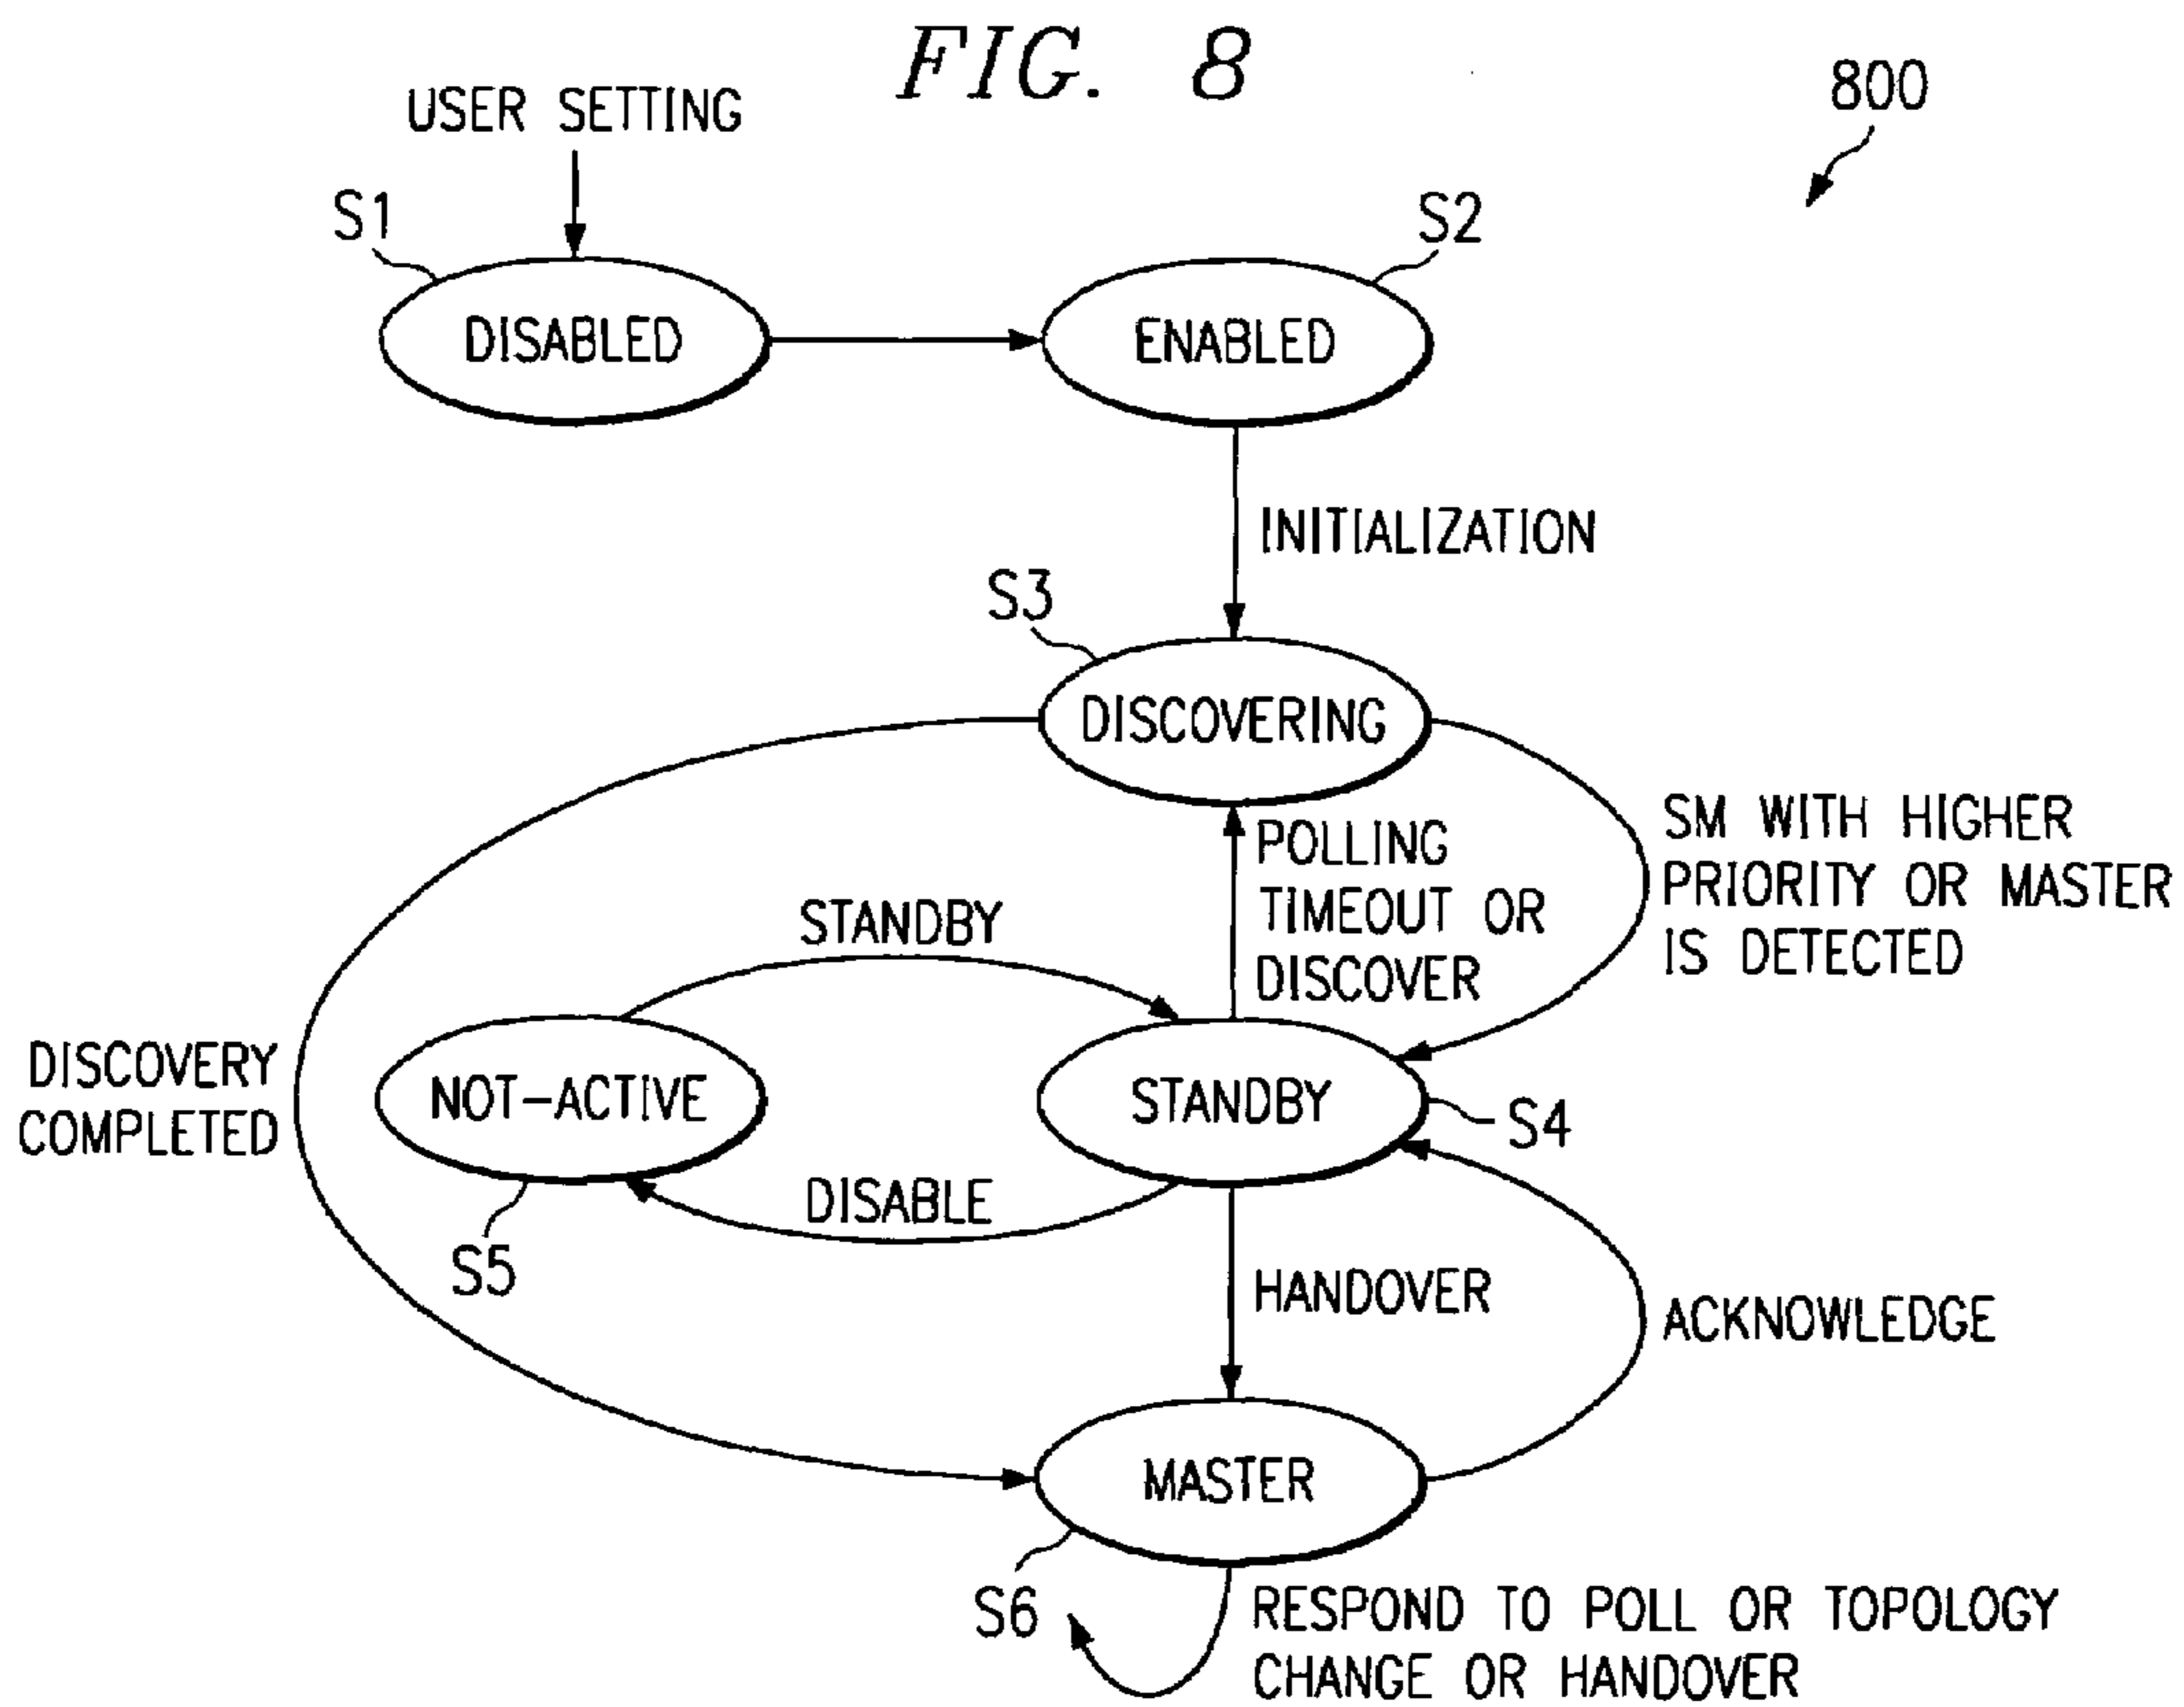 FIG. 8
800
USER SETTING
S1
S2
DISABLED
ENABLED
INITIALIZATION
S3
DISCOVERING
SM WITH HIGHER
PRIORITY OR MASTER
IS DETECTED
POLLING
TIMEOUT OR
DISCOVER
STANDBY
DISCOVERY
COMPLETED
NOT-ACTIVE
STANDBY
S4
DISABLE
S5
HANDOVER
ACKNOWLEDGE
MASTER
S6
RESPOND TO POLL OR TOPOLOGY
CHANGE OR HANDOVER